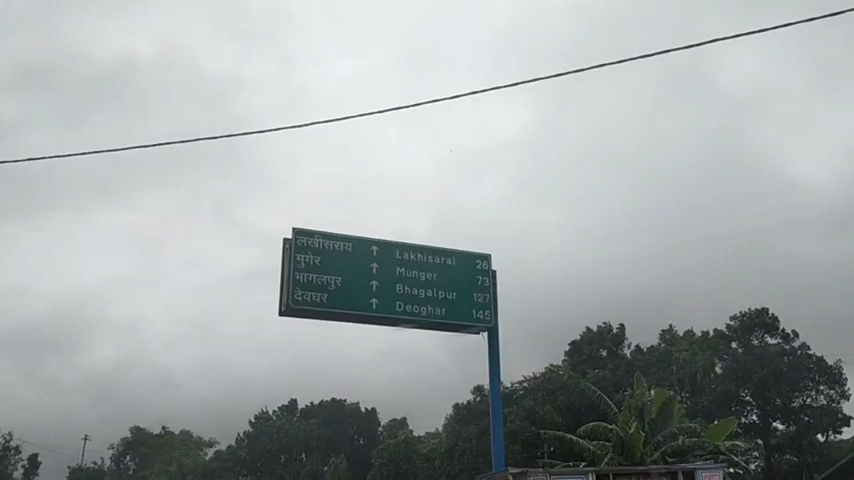 लखीसराय ↑ Lakhisarai 26
मुंगेर ↑ Munger 73
भागलपुर ↑ Bhagalpur 127
देवघर ↑ Deoghar 145